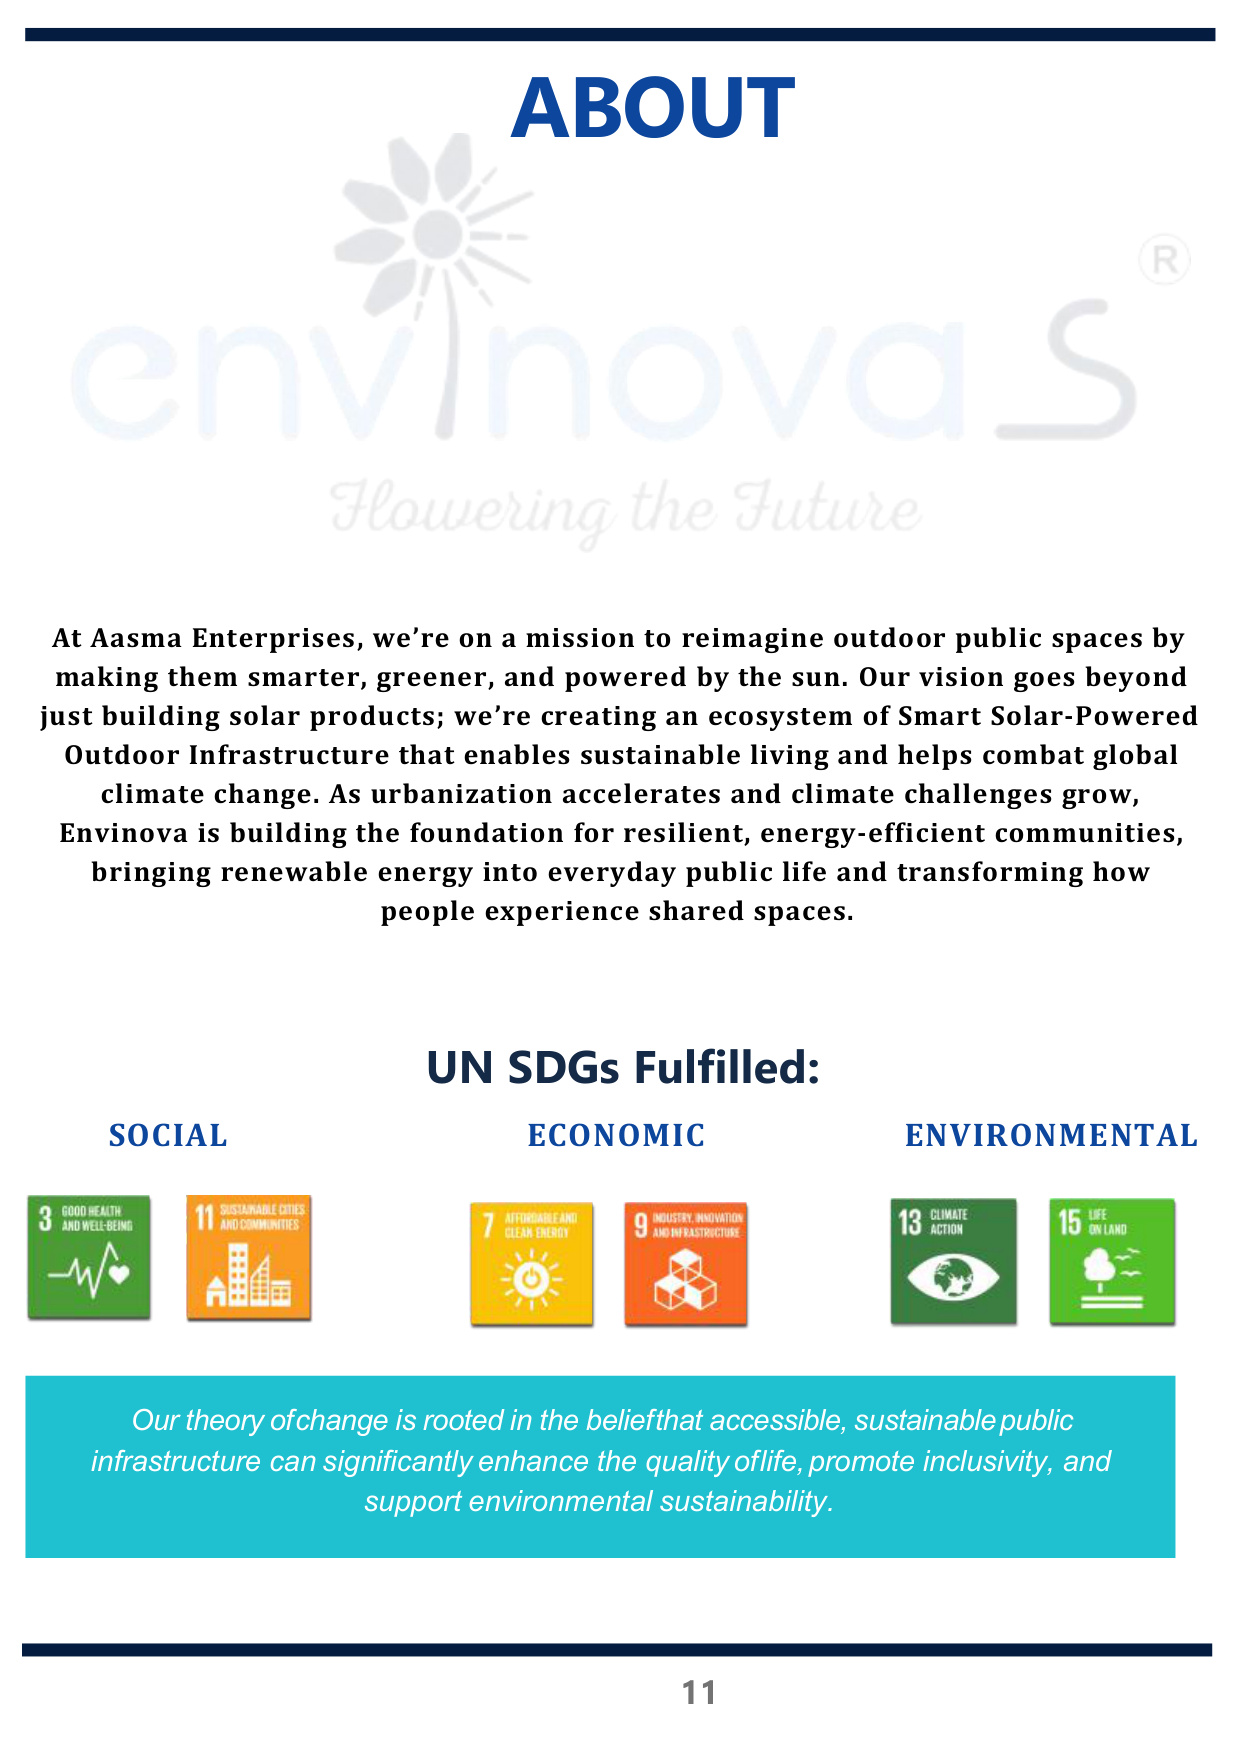 ABOUT
envinova S ®
Flowering the Future
At Aasma Enterprises, we’re on a mission to reimagine outdoor public spaces by
making them smarter, greener, and powered by the sun. Our vision goes beyond
just building solar products; we’re creating an ecosystem of Smart Solar-Powered
Outdoor Infrastructure that enables sustainable living and helps combat global
climate change. As urbanization accelerates and climate challenges grow,
Envinova is building the foundation for resilient, energy-efficient communities,
bringing renewable energy into everyday public life and transforming how
people experience shared spaces.
UN SDGs Fulfilled:
SOCIAL ECONOMIC ENVIRONMENTAL
3 GOOD HEALTH
AND WELL-BEING
11 SUSTAINABLE CITIES
AND COMMUNITIES
7 AFFORDABLE AND
CLEAN ENERGY
9 INDUSTRY, INNOVATION
AND INFRASTRUCTURE
13 CLIMATE
ACTION
15 LIFE
ON LAND
Our theory of change is rooted in the belief that accessible, sustainable public
infrastructure can significantly enhance the quality of life, promote inclusivity, and
support environmental sustainability.
11